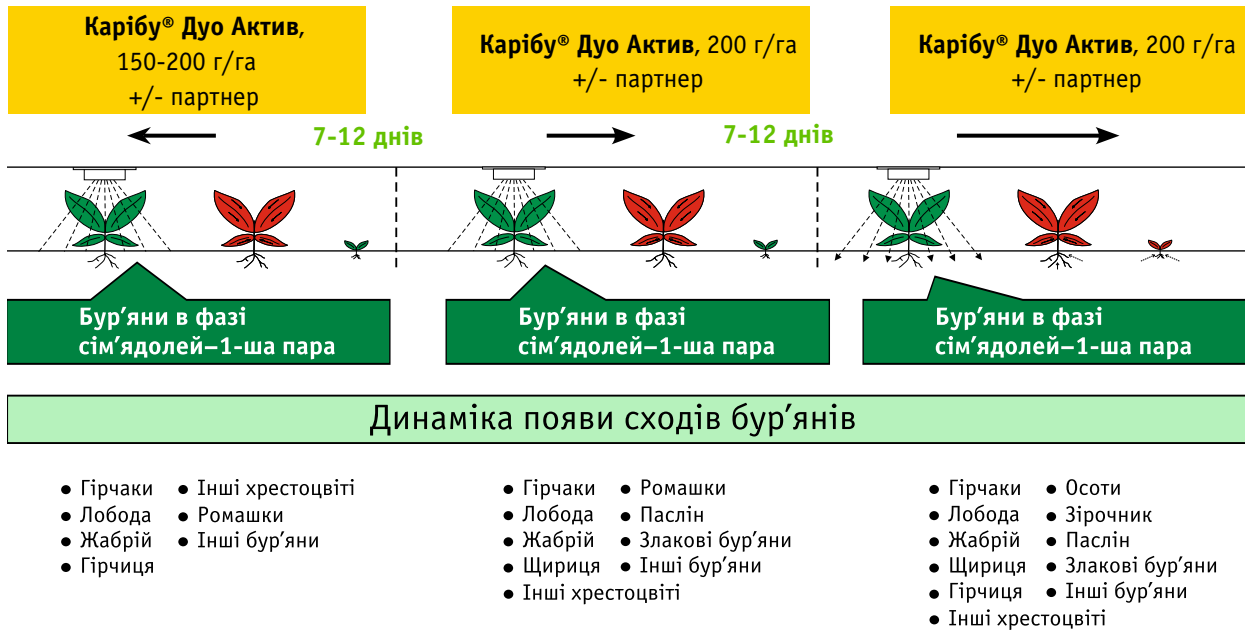 Карібу® Дуо Актив,
150-200 г/га
+/- партнер
Карібу® Дуо Актив, 200 г/га
+/- партнер
Карібу® Дуо Актив, 200 г/га
+/- партнер
7-12 днів
7-12 днів
Бур’яни в фазі
сім’ядолей–1-ша пара
Бур’яни в фазі
сім’ядолей–1-ша пара
Бур’яни в фазі
сім’ядолей–1-ша пара
Динаміка появи сходів бур’янів
• Гірчаки
• Лобода
• Жабрій
• Гірчиця
• Інші хрестоцвіті
• Ромашки
• Інші бур’яни
• Гірчаки
• Лобода
• Жабрій
• Щириця
• Інші хрестоцвіті
• Ромашки
• Паслін
• Злакові бур’яни
• Інші бур’яни
• Гірчаки
• Лобода
• Жабрій
• Щириця
• Гірчиця
• Інші хрестоцвіті
• Осоти
• Зірочник
• Паслін
• Злакові бур’яни
• Інші бур’яни